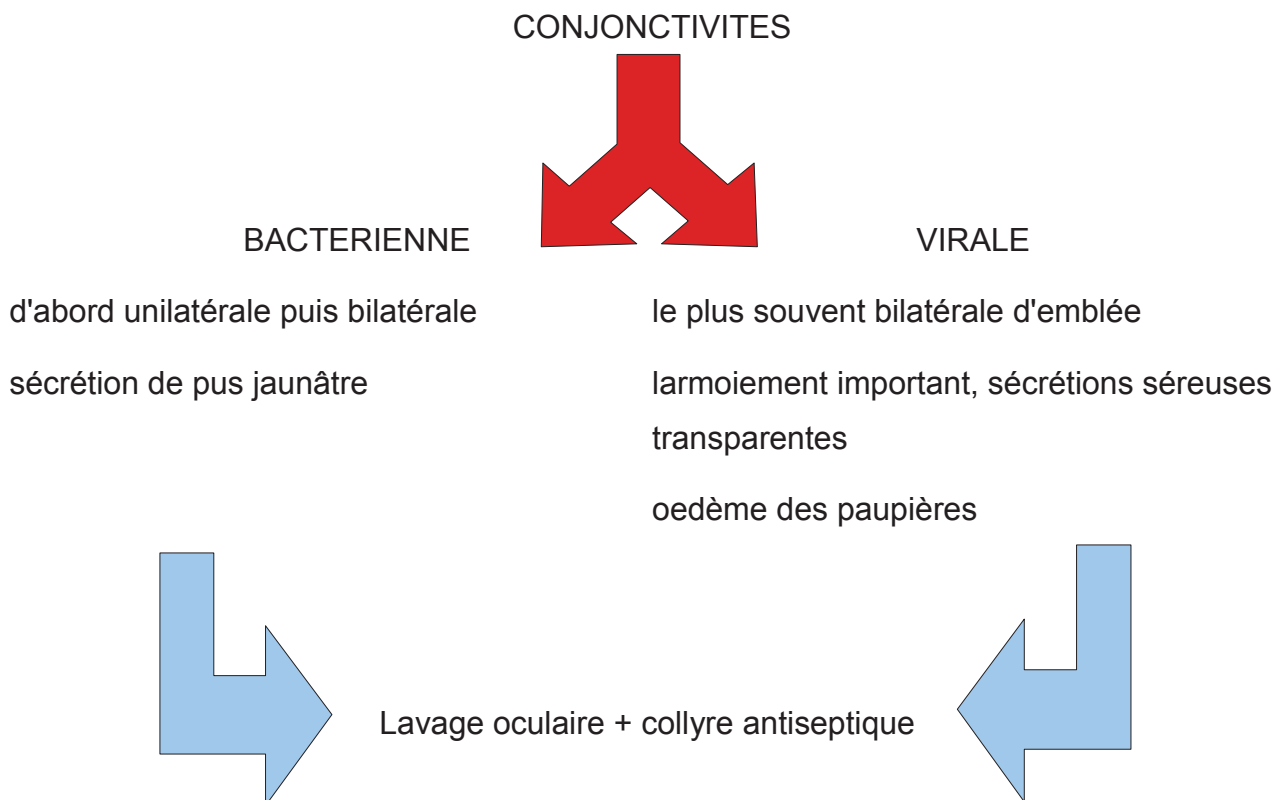 CONJONCTIVITES
BACTERIENNE
d'abord unilatérale puis bilatérale
sécrétion de pus jaunâtre
VIRALE
le plus souvent bilatérale d'emblée
larmoiement important, sécrétions séreuses
transparentes
oedème des paupières
Lavage oculaire + collyre antiseptique